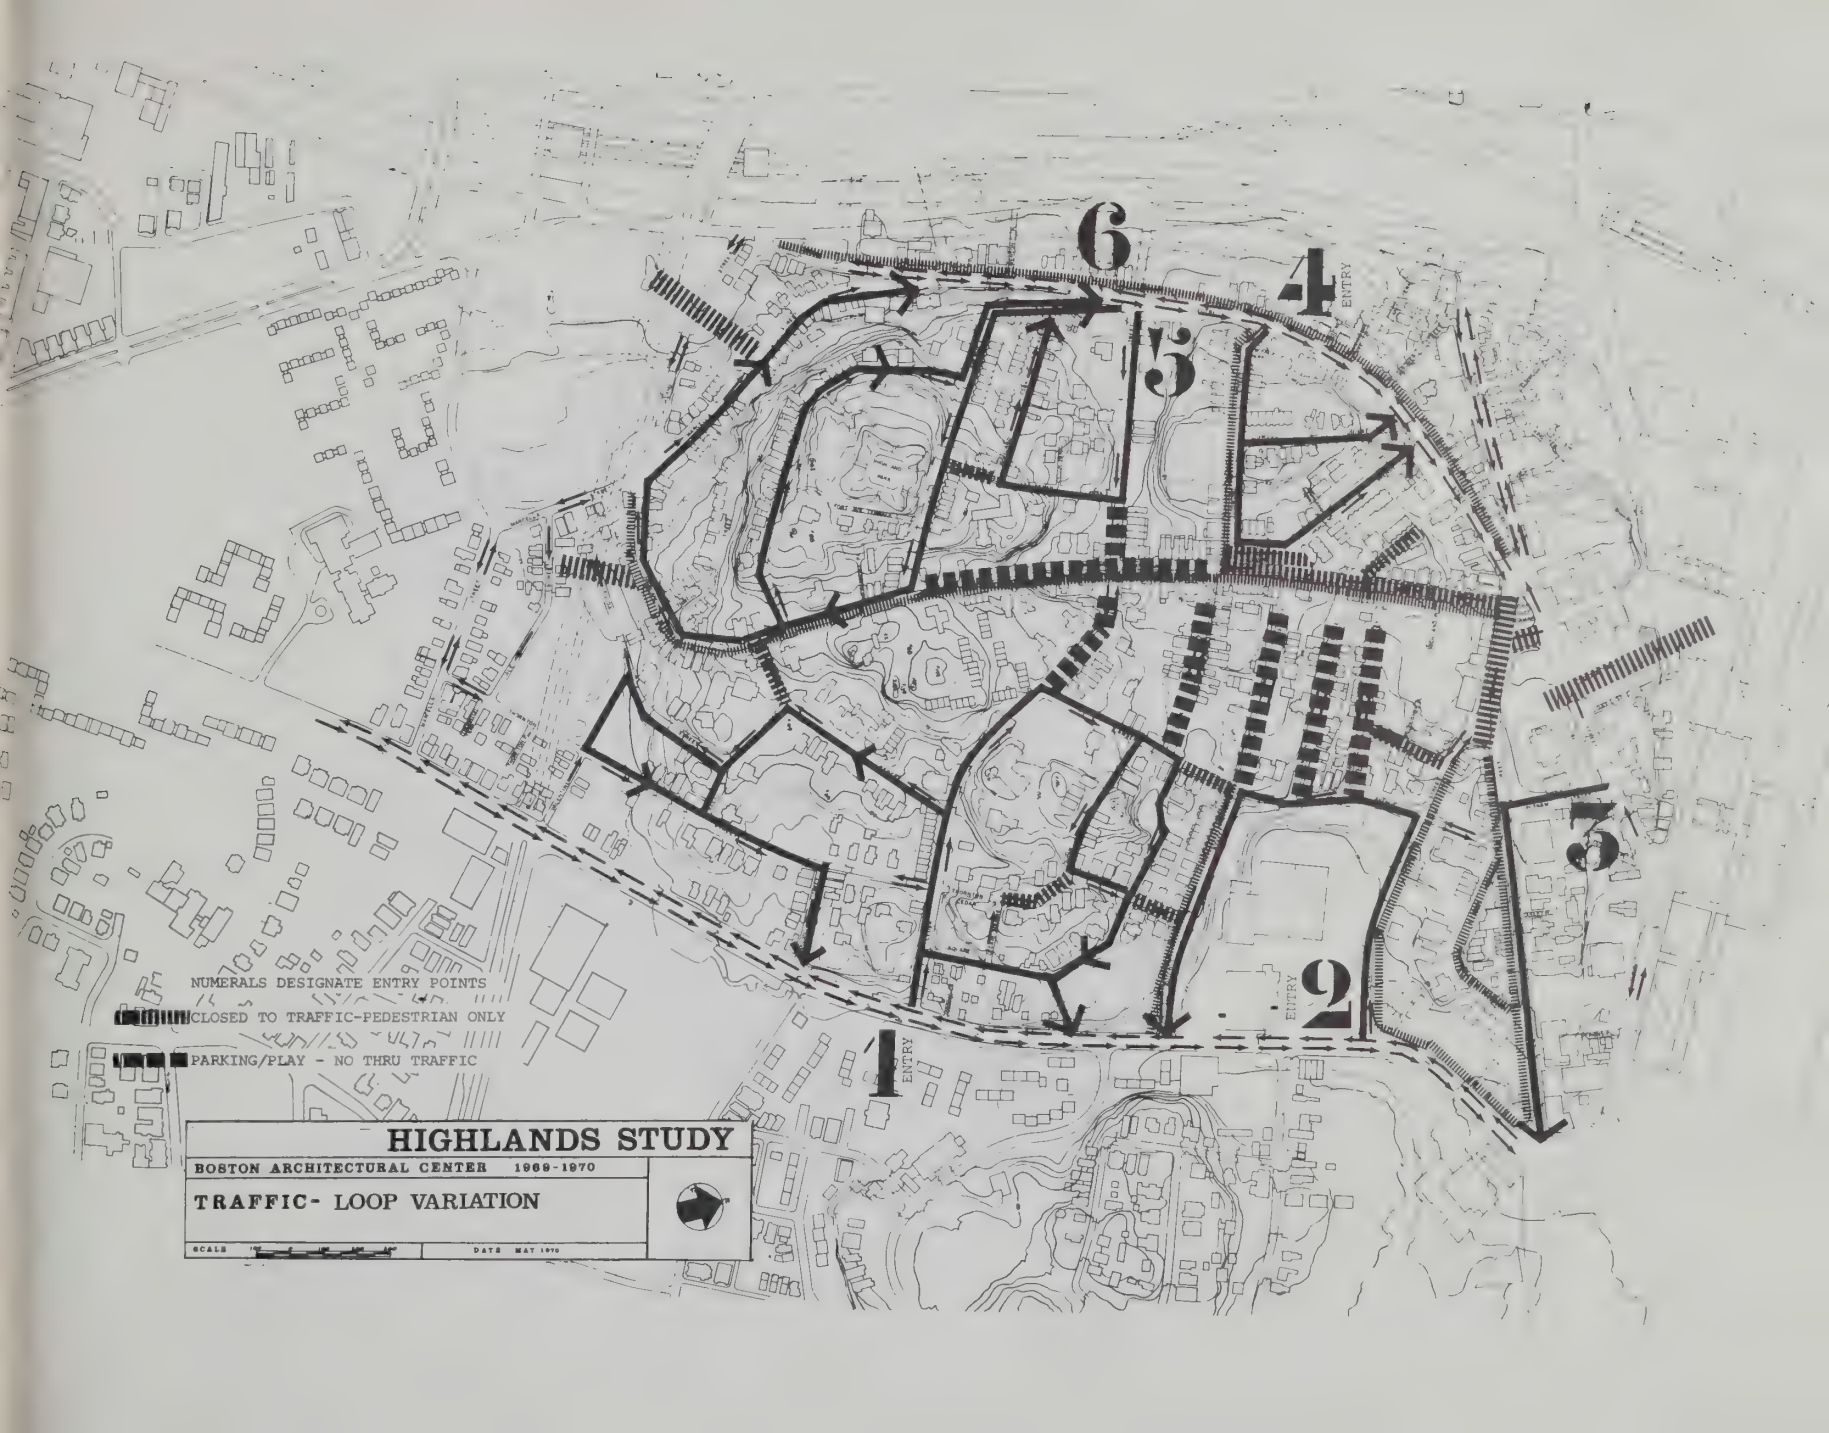 6
4
ENTRY
5
3
2
ENTRY
1
ENTRY
NUMERALS DESIGNATE ENTRY POINTS
CLOSED TO TRAFFIC-PEDESTRIAN ONLY
PARKING/PLAY - NO THRU TRAFFIC
HIGHLANDS STUDY
BOSTON ARCHITECTURAL CENTER 1969-1970
TRAFFIC- LOOP VARIATION
SCALE
DATE MAY 1970